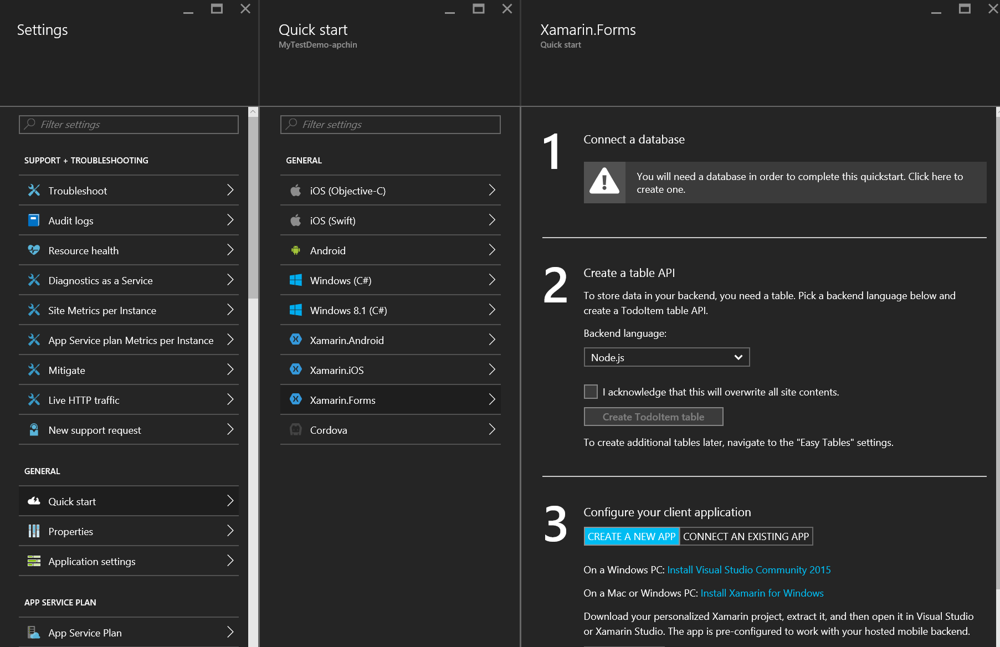 Settings
Filter settings
SUPPORT + TROUBLESHOOTING
Troubleshoot
Audit logs
Resource health
Diagnostics as a Service
Site Metrics per Instance
App Service plan Metrics per Instance
Mitigate
Live HTTP traffic
New support request
GENERAL
Quick start
Properties
Application settings
APP SERVICE PLAN
App Service Plan
Quick start
MyTestDemo-apchin
Filter settings
GENERAL
iOS (Objective-C)
iOS (Swift)
Android
Windows (C#)
Windows 8.1 (C#)
Xamarin.Android
Xamarin.iOS
Xamarin.Forms
Cordova
Xamarin.Forms
Quick start
1
Connect a database
You will need a database in order to complete this quickstart. Click here to
create one.
2
Create a table API
To store data in your backend, you need a table. Pick a backend language below and
create a TodoItem table API.
Backend language:
Node.js
I acknowledge that this will overwrite all site contents.
Create TodoItem table
To create additional tables later, navigate to the "Easy Tables" settings.
3
Configure your client application
CREATE A NEW APP CONNECT AN EXISTING APP
On a Windows PC: Install Visual Studio Community 2015
On a Mac or Windows PC: Install Xamarin for Windows
Download your personalized Xamarin project, extract it, and then open it in Visual Studio
or Xamarin Studio. The app is pre-configured to work with your hosted mobile backend.